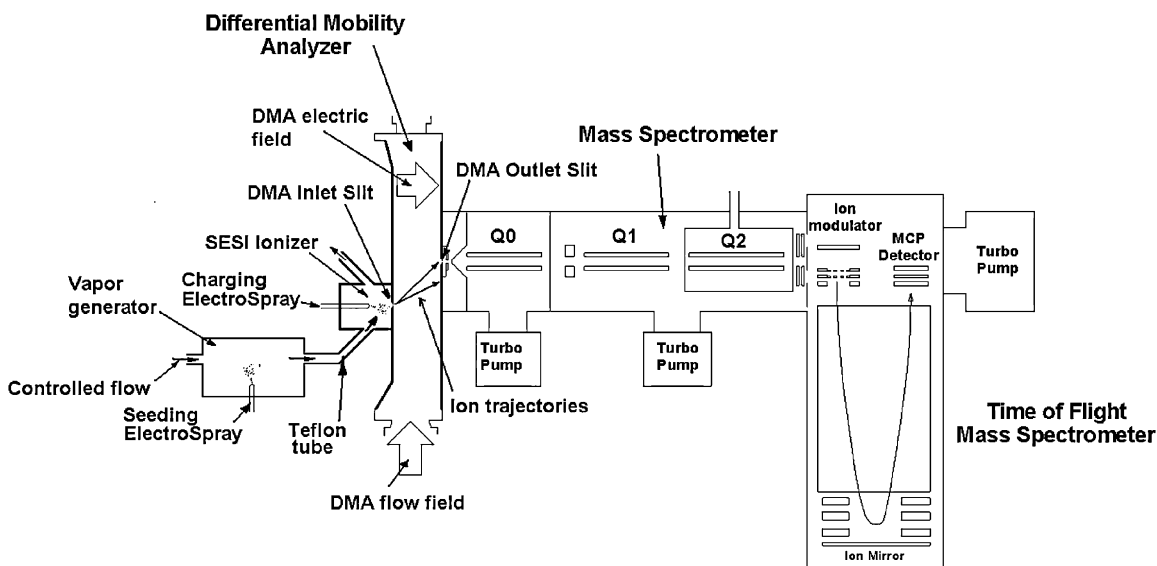 Differential Mobility
Analyzer
DMA electric
field
Mass Spectrometer
DMA Outlet Slit
DMA Inlet Slit
SESI Ionizer
Charging
ElectroSpray
Vapor
generator
Controlled flow
Seeding
ElectroSpray
Teflon
tube
Ion trajectories
DMA flow field
Q0
Q1
Q2
Turbo
Pump
Turbo
Pump
Ion
modulator
MCP
Detector
Turbo
Pump
Time of Flight
Mass Spectrometer
Ion Mirror